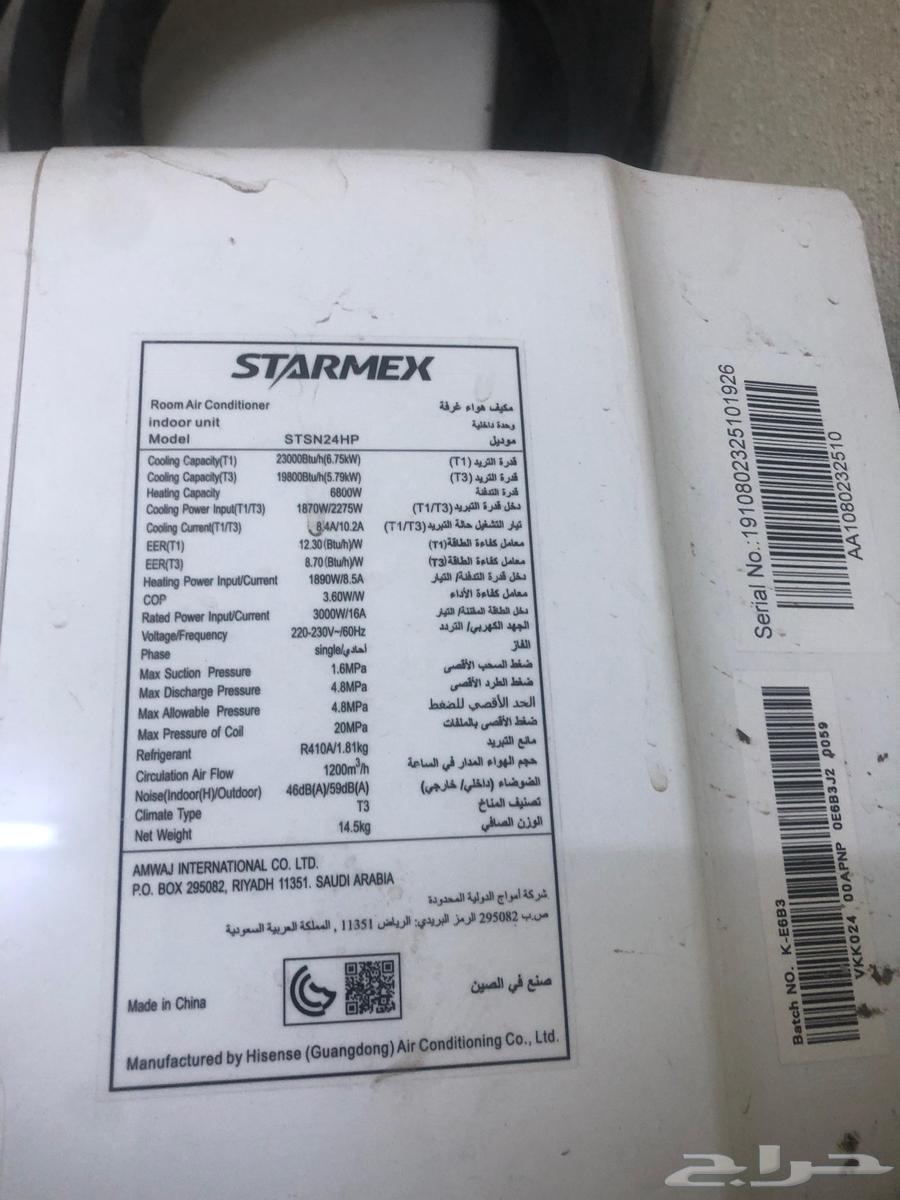 STARMEX
Room Air Conditioner مكيف هواء غرفة
indoor unit وحدة داخلية
Model STSN24HP موديل
Cooling Capacity(T1) 23000Btu/h(6.75kW) قدرة التريد (T1)
Cooling Capacity(T3) 19800Btu/h(5.79kW) قدرة التريد (T3)
Heating Capacity 6800W قدرة التدفئة
Cooling Power Input(T1/T3) 1870W/2275W دخل قدرة التبريد (T1/T3)
Cooling Current(T1/T3) 8.4A/10.2A تيار التشغيل حالة التبريد (T1/T3)
EER(T1) 12.30(Btu/h)/W معامل كفاءة الطاقة(T1)
EER(T3) 8.70(Btu/h)/W معامل كفاءة الطاقة(T3)
Heating Power Input/Current 1890W/8.5A دخل قدرة التدفئة/ التيار
COP 3.60W/W معامل كفاءة الأداء
Rated Power Input/Current 3000W/16A دخل الطاقة المقننة/ التيار
Voltage/Frequency 220-230V~/60Hz الجهد الكهربي/ التردد
Phase single/أحادي الفاز
Max Suction Pressure 1.6MPa ضغط السحب الأقصى
Max Discharge Pressure 4.8MPa ضغط الطرد الأقصى
Max Allowable Pressure 4.8MPa الحد الأقصي للضغط
Max Pressure of Coil 20MPa ضغط الأقصى بالملفات
Refrigerant R410A/1.81kg مانع التبريد
Circulation Air Flow 1200m³/h حجم الهواء المدار في الساعة
Noise(Indoor(H)/Outdoor) 46dB(A)/59dB(A) الضوضاء (داخلي/ خارجي)
Climate Type T3 تصنيف المناخ
Net Weight 14.5kg الوزن الصافي
AMWAJ INTERNATIONAL CO. LTD.
P.O. BOX 295082, RIYADH 11351. SAUDI ARABIA
شركة أمواج الدولية المحدودة
ص.ب 295082 الرمز البريدي: الرياض 11351 , المملكة العربية السعودية
Made in China صنع في الصين
Manufactured by Hisense (Guangdong) Air Conditioning Co., Ltd.
Serial No.:191080232510​1926
AA1080232510
Batch NO. K-E6B3
VKK024 00APNP 0E6B3J2 0059
حراج